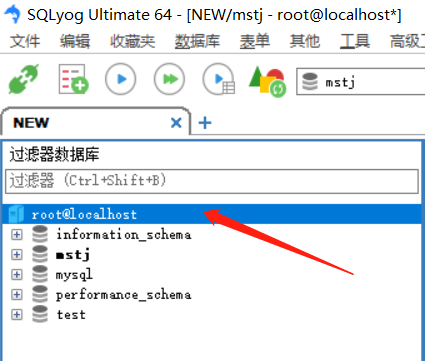 SQLyog Ultimate 64 - [NEW/mstj - root@localhost*]
文件 编辑 收藏夹 数据库 表单 其他 工具 高级工
mstj
NEW × +
过滤器数据库
过滤器 (Ctrl+Shift+B)
root@localhost
information_schema
mstj
mysql
performance_schema
test